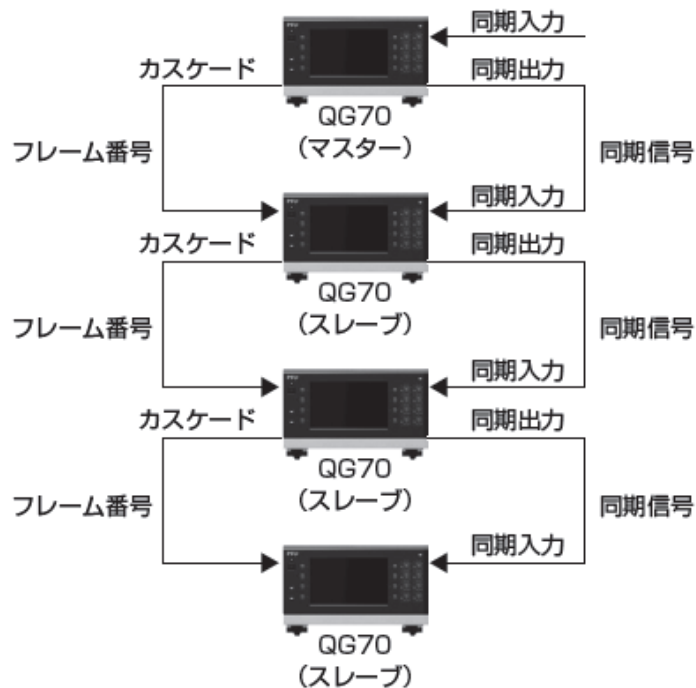 同期入力
カスケード
同期出力
QG70
(マスター)
フレーム番号
同期信号
同期入力
カスケード
同期出力
QG70
(スレーブ)
フレーム番号
同期信号
同期入力
カスケード
同期出力
QG70
(スレーブ)
フレーム番号
同期信号
同期入力
QG70
(スレーブ)